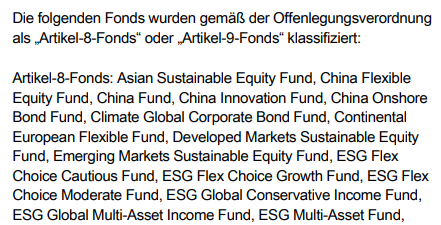 Die folgenden Fonds wurden gemäß der Offenlegungsverordnung
als „Artikel-8-Fonds“ oder „Artikel-9-Fonds“ klassifiziert:
Artikel-8-Fonds: Asian Sustainable Equity Fund, China Flexible
Equity Fund, China Fund, China Innovation Fund, China Onshore
Bond Fund, Climate Global Corporate Bond Fund, Continental
European Flexible Fund, Developed Markets Sustainable Equity
Fund, Emerging Markets Sustainable Equity Fund, ESG Flex
Choice Cautious Fund, ESG Flex Choice Growth Fund, ESG Flex
Choice Moderate Fund, ESG Global Conservative Income Fund,
ESG Global Multi-Asset Income Fund, ESG Multi-Asset Fund,